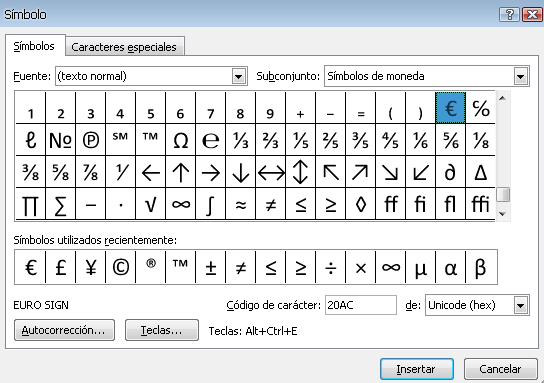 Símbolo
Símbolos Caracteres especiales
Fuente: (texto normal) Subconjunto: Símbolos de moneda
1 2 3 4 5 6 7 8 9 + − = ( ) € ℅
ℓ № ℗ ℠ ™ Ω ℮ ⅓ ⅔ ⅕ ⅖ ⅗ ⅘ ⅙ ⅚ ⅛
⅜ ⅝ ⅞ ⅟ ← ↑ → ↓ ↔ ↕ ↖ ↗ ↘ ↙ ∂ ∆
∏ ∑ − ∙ √ ∞ ∫ ≈ ≠ ≤ ≥ ◊ ff fi fl ffi
Símbolos utilizados recientemente:
€ £ ¥ © ® ™ ± ≠ ≤ ≥ ÷ × ∞ µ α β
EURO SIGN Código de carácter: 20AC de: Unicode (hex)
Autocorrección... Teclas... Teclas: Alt+Ctrl+E
Insertar Cancelar